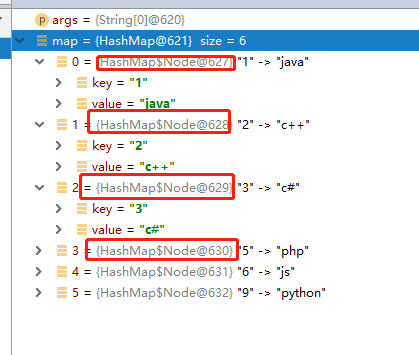 args = {String[0]@620}
map = {HashMap@621} size = 6
0 = {HashMap$Node@627} "1" -> "java"
key = "1"
value = "java"
1 = {HashMap$Node@628} "2" -> "c++"
key = "2"
value = "c++"
2 = {HashMap$Node@629} "3" -> "c#"
key = "3"
value = "c#"
3 = {HashMap$Node@630} "5" -> "php"
4 = {HashMap$Node@631} "6" -> "js"
5 = {HashMap$Node@632} "9" -> "python"